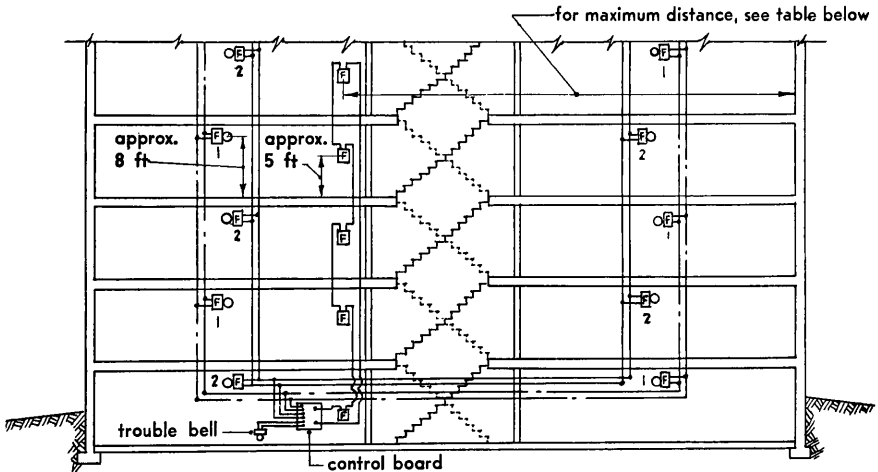 for maximum distance, see table below
F
2
F
F
1
approx.
8 ft
F
1
approx.
5 ft
F
F
2
F
2
F
F
1
F
1
F
F
2
2
F
F
1
F
trouble bell
control board